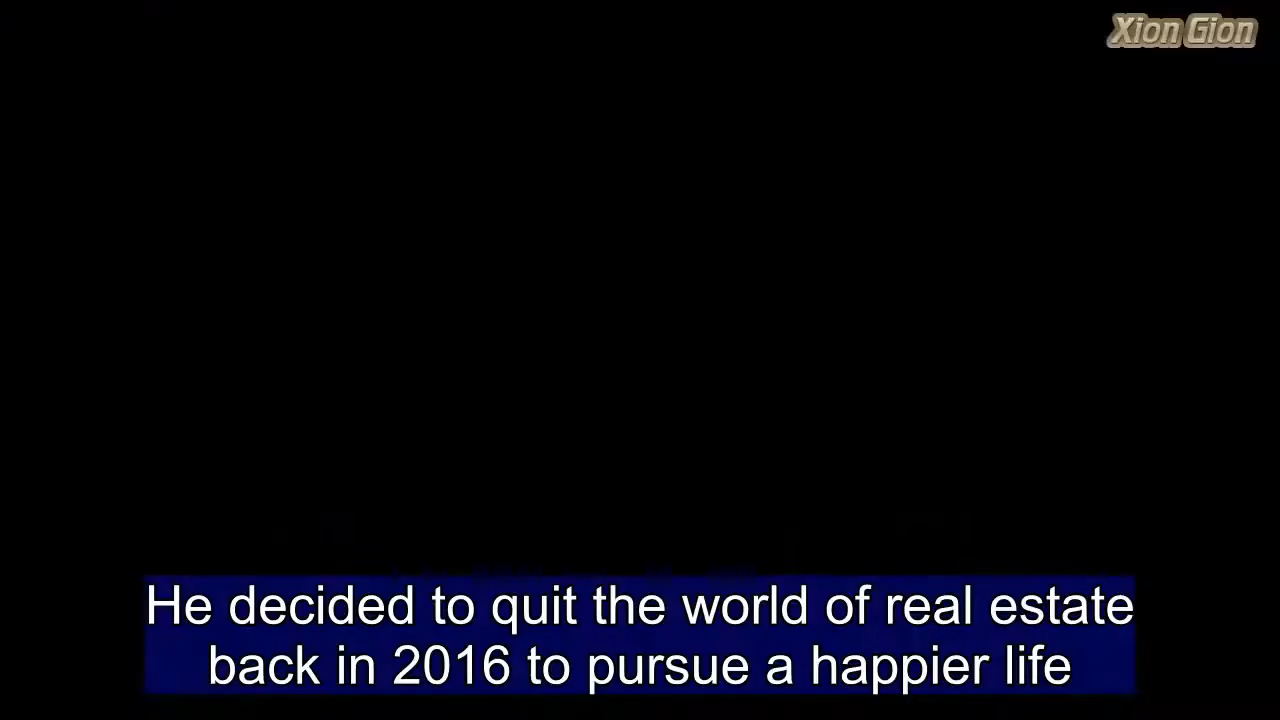 Xion Gion
He decided to quit the world of real estate
back in 2016 to pursue a happier life